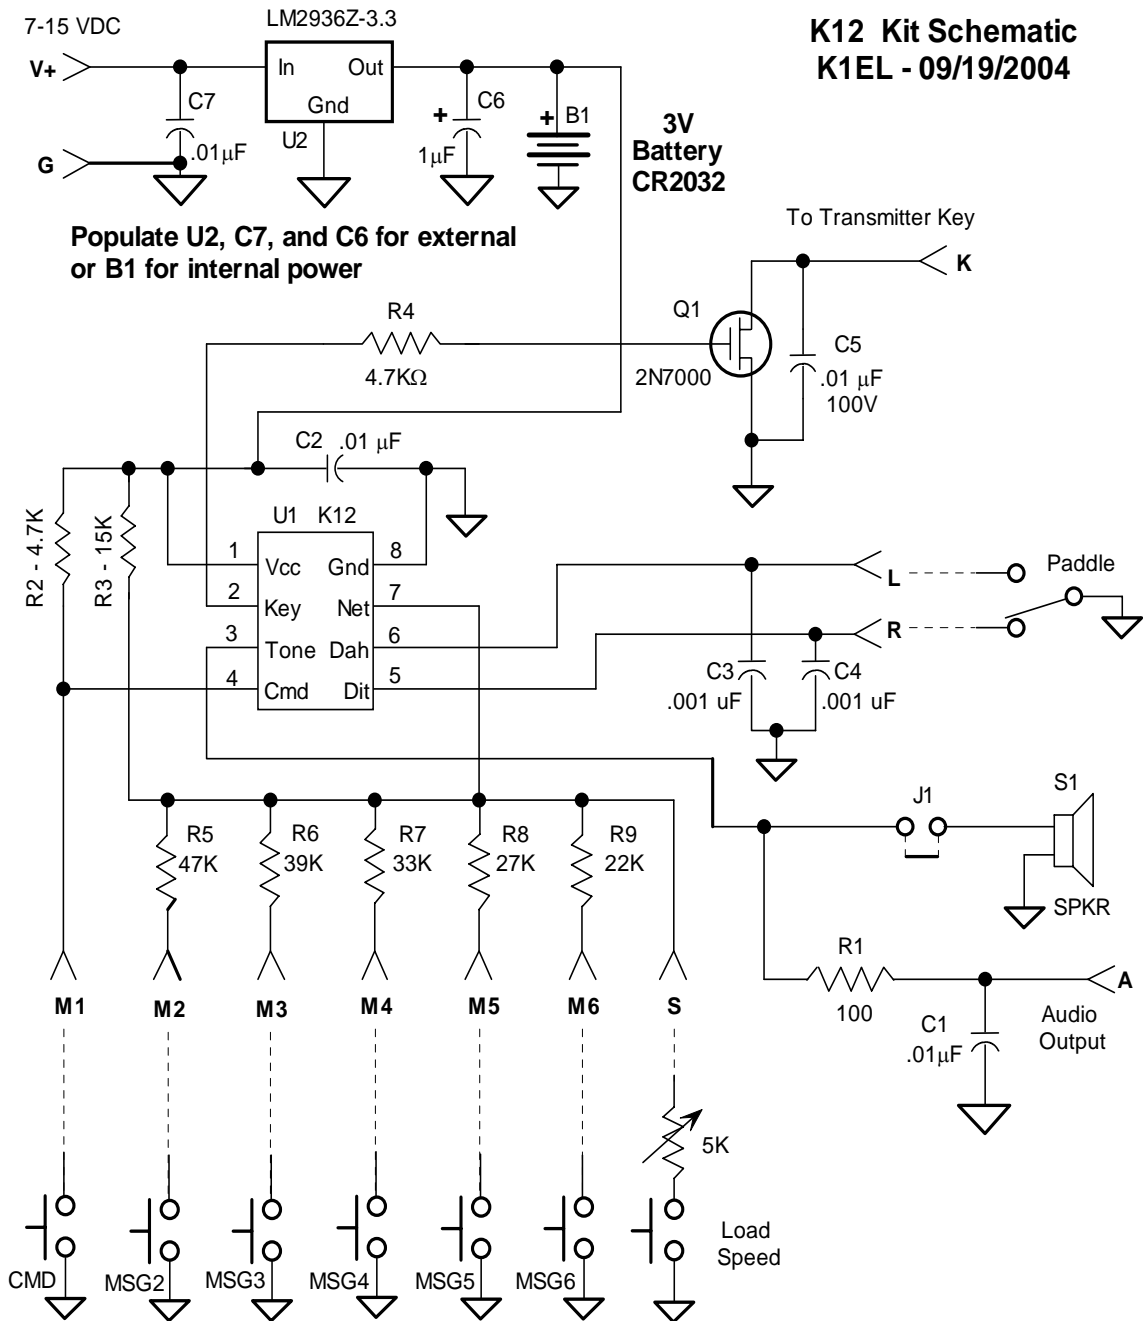 7-15 VDC
LM2936Z-3.3
K12 Kit Schematic
K1EL - 09/19/2004
V+
In
Out
Gnd
U2
C7
.01µF
G
+
C6
1µF
+
B1
3V
Battery
CR2032
Populate U2, C7, and C6 for external
or B1 for internal power
To Transmitter Key
K
R4
4.7KΩ
Q1
2N7000
C5
.01 µF
100V
C2
.01 µF
R2 - 4.7K
R3 - 15K
U1
K12
1
Vcc
Gnd
8
2
Key
Net
7
3
Tone
Dah
6
4
Cmd
Dit
5
L
R
Paddle
C3
.001 uF
C4
.001 uF
R5
47K
R6
39K
R7
33K
R8
27K
R9
22K
J1
S1
SPKR
R1
100
A
C1
.01µF
Audio
Output
M1
M2
M3
M4
M5
M6
S
5K
Load
Speed
CMD
MSG2
MSG3
MSG4
MSG5
MSG6